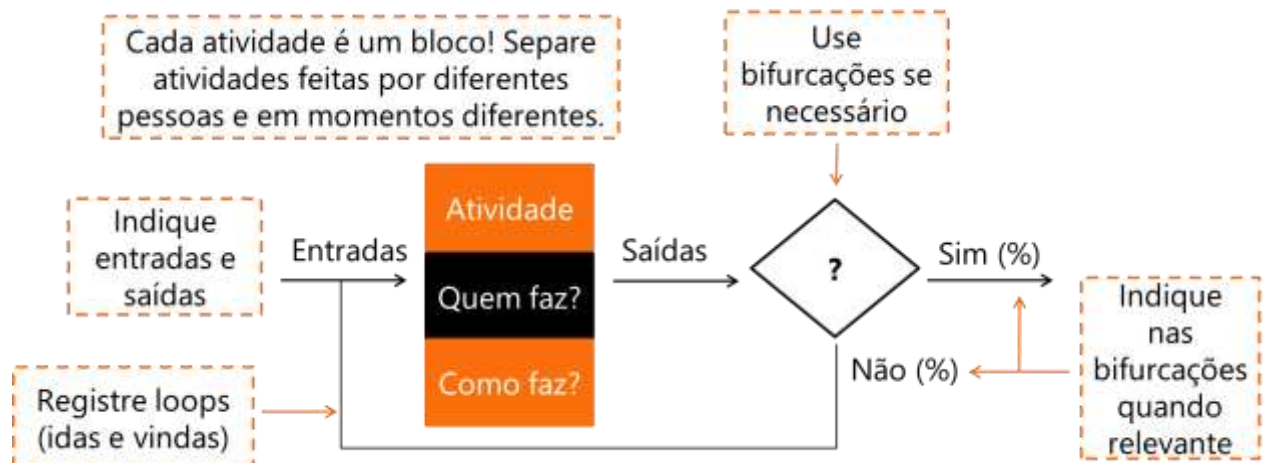 Cada atividade é um bloco! Separe
atividades feitas por diferentes
pessoas e em momentos diferentes.
Use
bifurcações se
necessário
Indique
entradas e
saídas
Entradas
Atividade
Quem faz?
Como faz?
Saídas
?
Sim (%)
Não (%)
Indique
nas
bifurcações
quando
relevante
Registre loops
(idas e vindas)